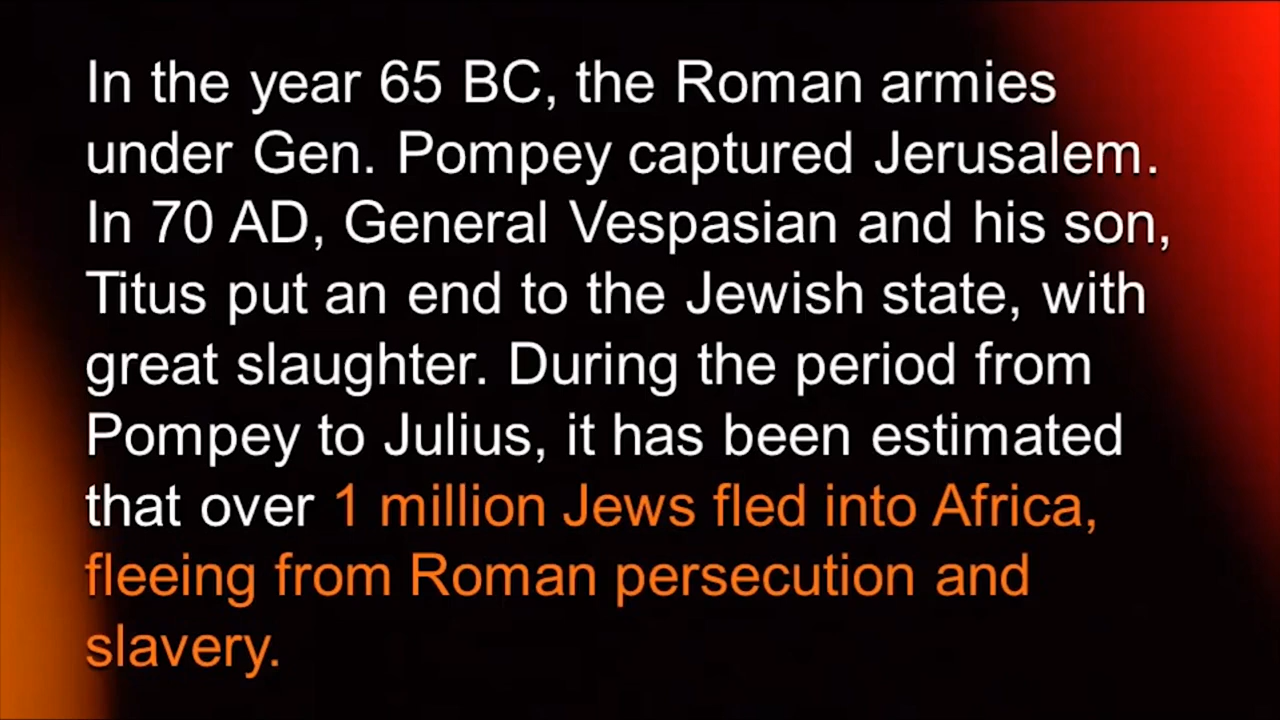 In the year 65 BC, the Roman armies
under Gen. Pompey captured Jerusalem.
In 70 AD, General Vespasian and his son,
Titus put an end to the Jewish state, with
great slaughter. During the period from
Pompey to Julius, it has been estimated
that over 1 million Jews fled into Africa,
fleeing from Roman persecution and
slavery.